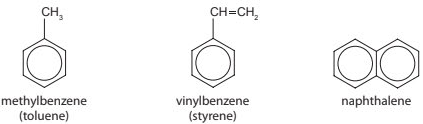 CH₃
CH=CH₂
methylbenzene
(toluene)
vinylbenzene
(styrene)
naphthalene